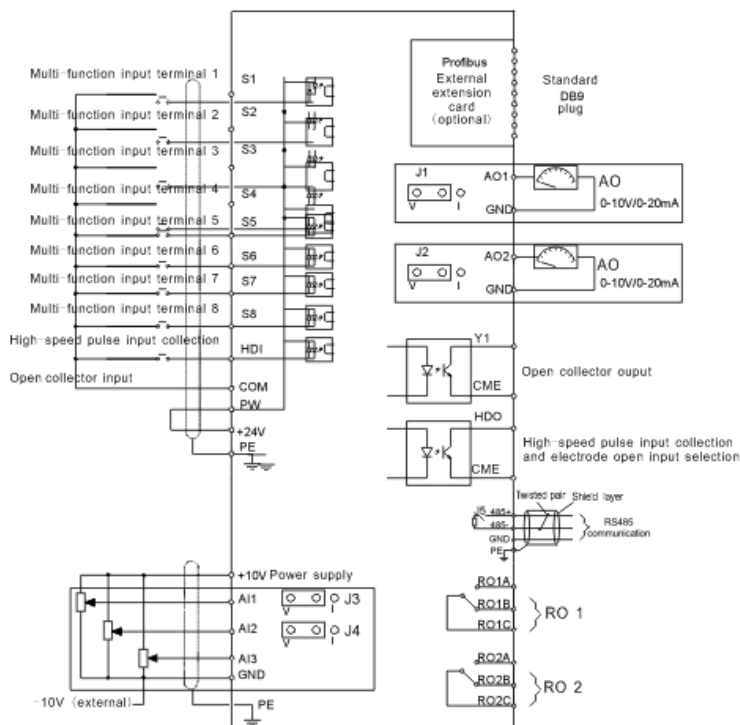 Multi-function input terminal 1
S1
Multi-function input terminal 2
S2
Multi-function input terminal 3
S3
Multi-function input terminal 4
S4
Multi-function input terminal 5
S5
Multi-function input terminal 6
S6
Multi-function input terminal 7
S7
Multi-function input terminal 8
S8
High-speed pulse input collection
HDI
Open collector input
COM
PW
+24V
PE
+10V Power supply
AI1
V
I
J3
AI2
V
I
J4
AI3
GND
-10V (external)
PE
Profibus
External
extension
card
(optional)
Standard
DB9
plug
J1
V
I
AO1
GND
AO
0-10V/0-20mA
J2
V
I
AO2
GND
AO
0-10V/0-20mA
Y1
CME
Open collector ouput
HDO
CME
High-speed pulse input collection
and electrode open input selection
Twisted pair
Shield layer
J5
485+
485-
GND
PE
RS485
communication
RO1A
RO1B
RO1C
RO 1
RO2A
RO2B
RO2C
RO 2